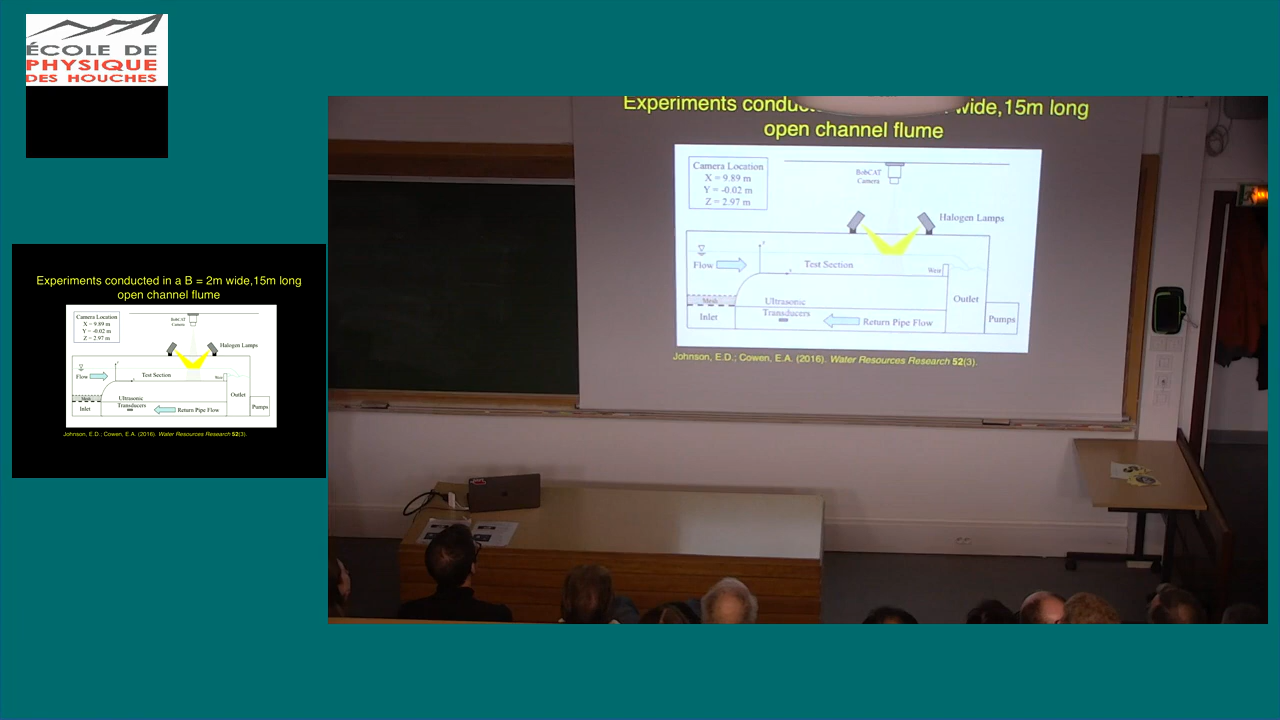 ÉCOLE DE
PHYSIQUE
DES HOUCHES
Experiments conducted in a B = 2m wide,15m long
open channel flume
Camera Location
X = 9.89 m
Y = -0.02 m
Z = 2.97 m
BobCAT
Camera
Halogen Lamps
Flow
Test Section
Weir
Mesh
Inlet
Ultrasonic
Transducers
Return Pipe Flow
Outlet
Pumps
Johnson, E.D.; Cowen, E.A. (2016). Water Resources Research 52(3).
Experiments conduc wide,15m long
open channel flume
Camera Location
X = 9.89 m
Y = -0.02 m
Z = 2.97 m
BobCAT
Camera
Halogen Lamps
Flow
Test Section
Weir
Mesh
Inlet
Ultrasonic
Transducers
Return Pipe Flow
Outlet
Pumps
Johnson, E.D.; Cowen, E.A. (2016). Water Resources Research 52(3).